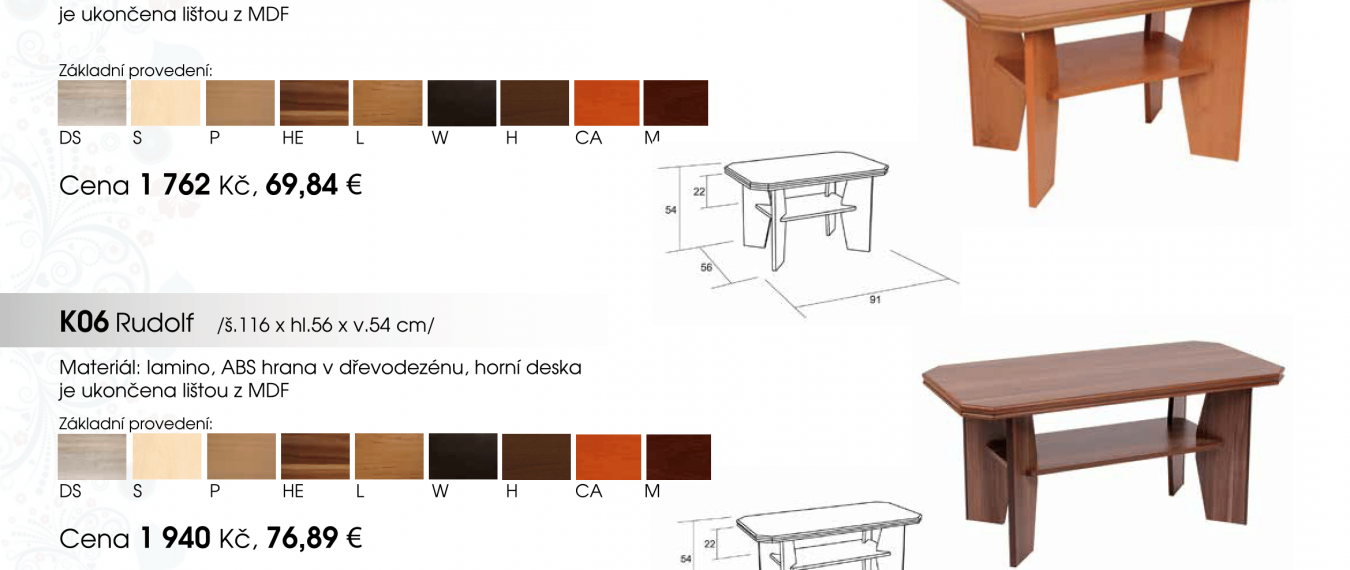 je ukončena lištou z MDF
Základní provedení:
DS S P HE L W H CA M
Cena 1 762 Kč, 69,84 €
22
54
56
91
K06 Rudolf /š.116 x hl.56 x v.54 cm/
Materiál: lamino, ABS hrana v dřevodezénu, horní deska
je ukončena lištou z MDF
Základní provedení:
DS S P HE L W H CA M
Cena 1 940 Kč, 76,89 €
22
54